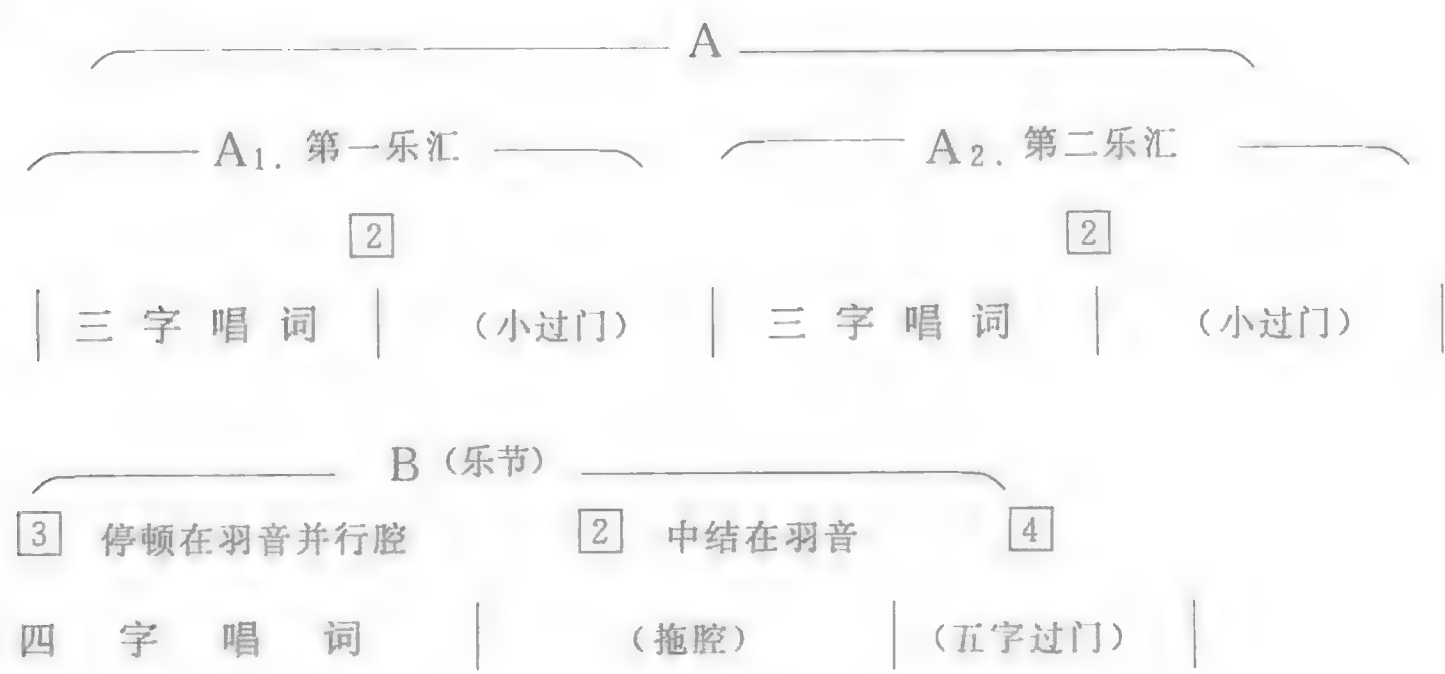 A
A1. 第一乐汇 A2. 第二乐汇
2 2
三字唱词 (小过门) 三字唱词 (小过门)
B (乐节)
3 停顿在羽音并行腔 2 中结在羽音 4
四字唱词 (拖腔) (五字过门)